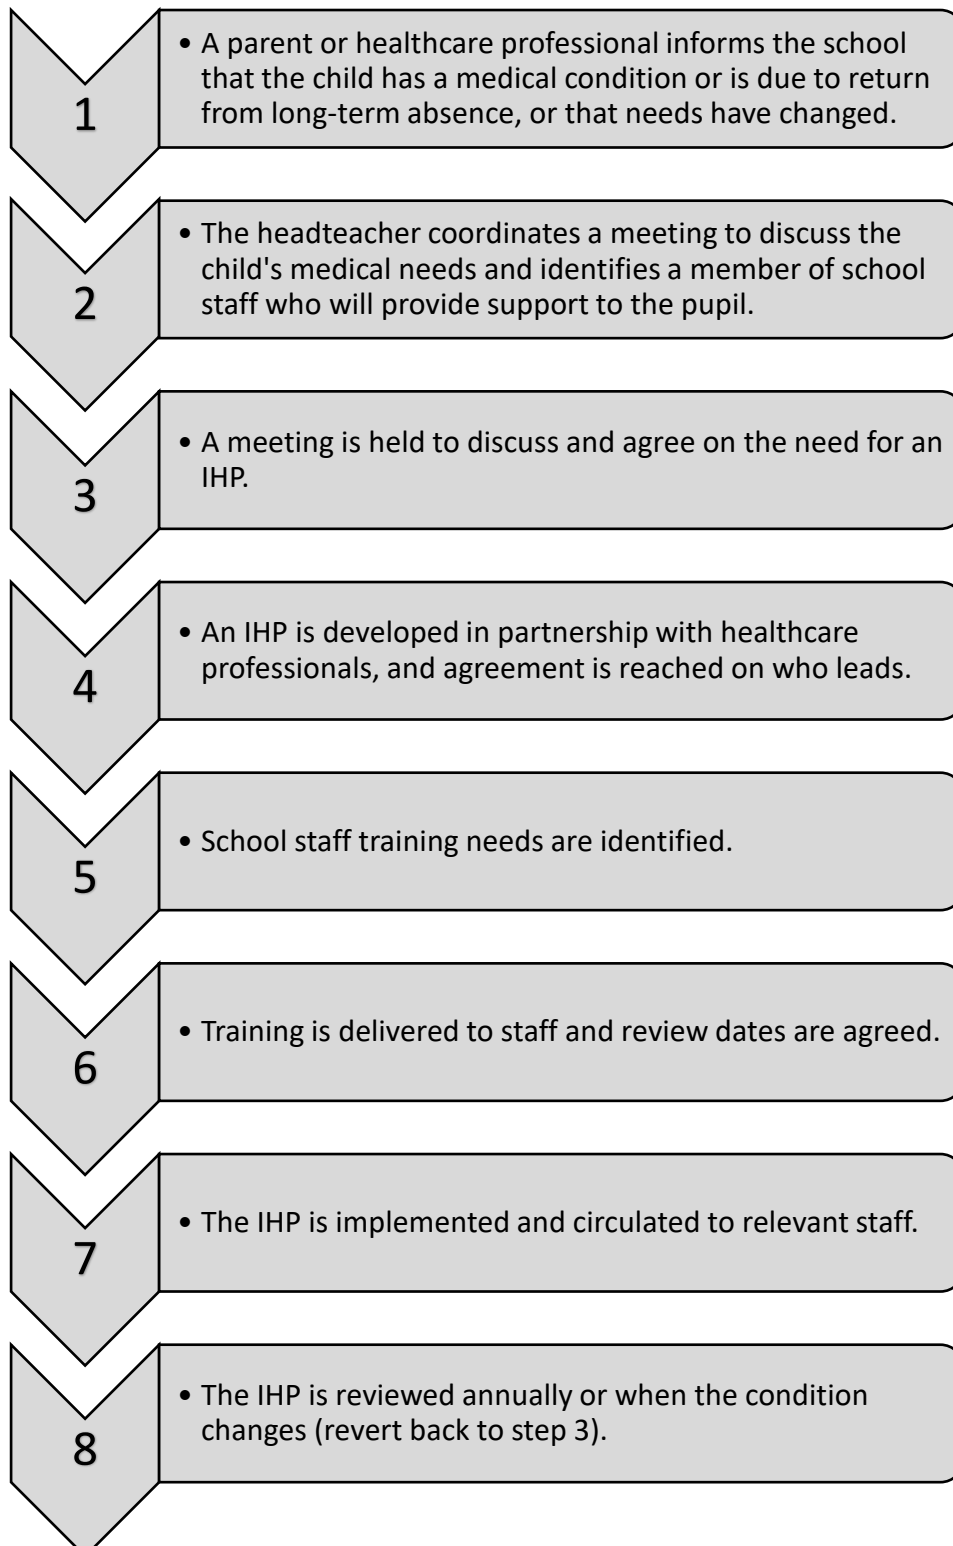 1
• A parent or healthcare professional informs the school
that the child has a medical condition or is due to return
from long-term absence, or that needs have changed.
2
• The headteacher coordinates a meeting to discuss the
child's medical needs and identifies a member of school
staff who will provide support to the pupil.
3
• A meeting is held to discuss and agree on the need for an
IHP.
4
• An IHP is developed in partnership with healthcare
professionals, and agreement is reached on who leads.
5
• School staff training needs are identified.
6
• Training is delivered to staff and review dates are agreed.
7
• The IHP is implemented and circulated to relevant staff.
8
• The IHP is reviewed annually or when the condition
changes (revert back to step 3).